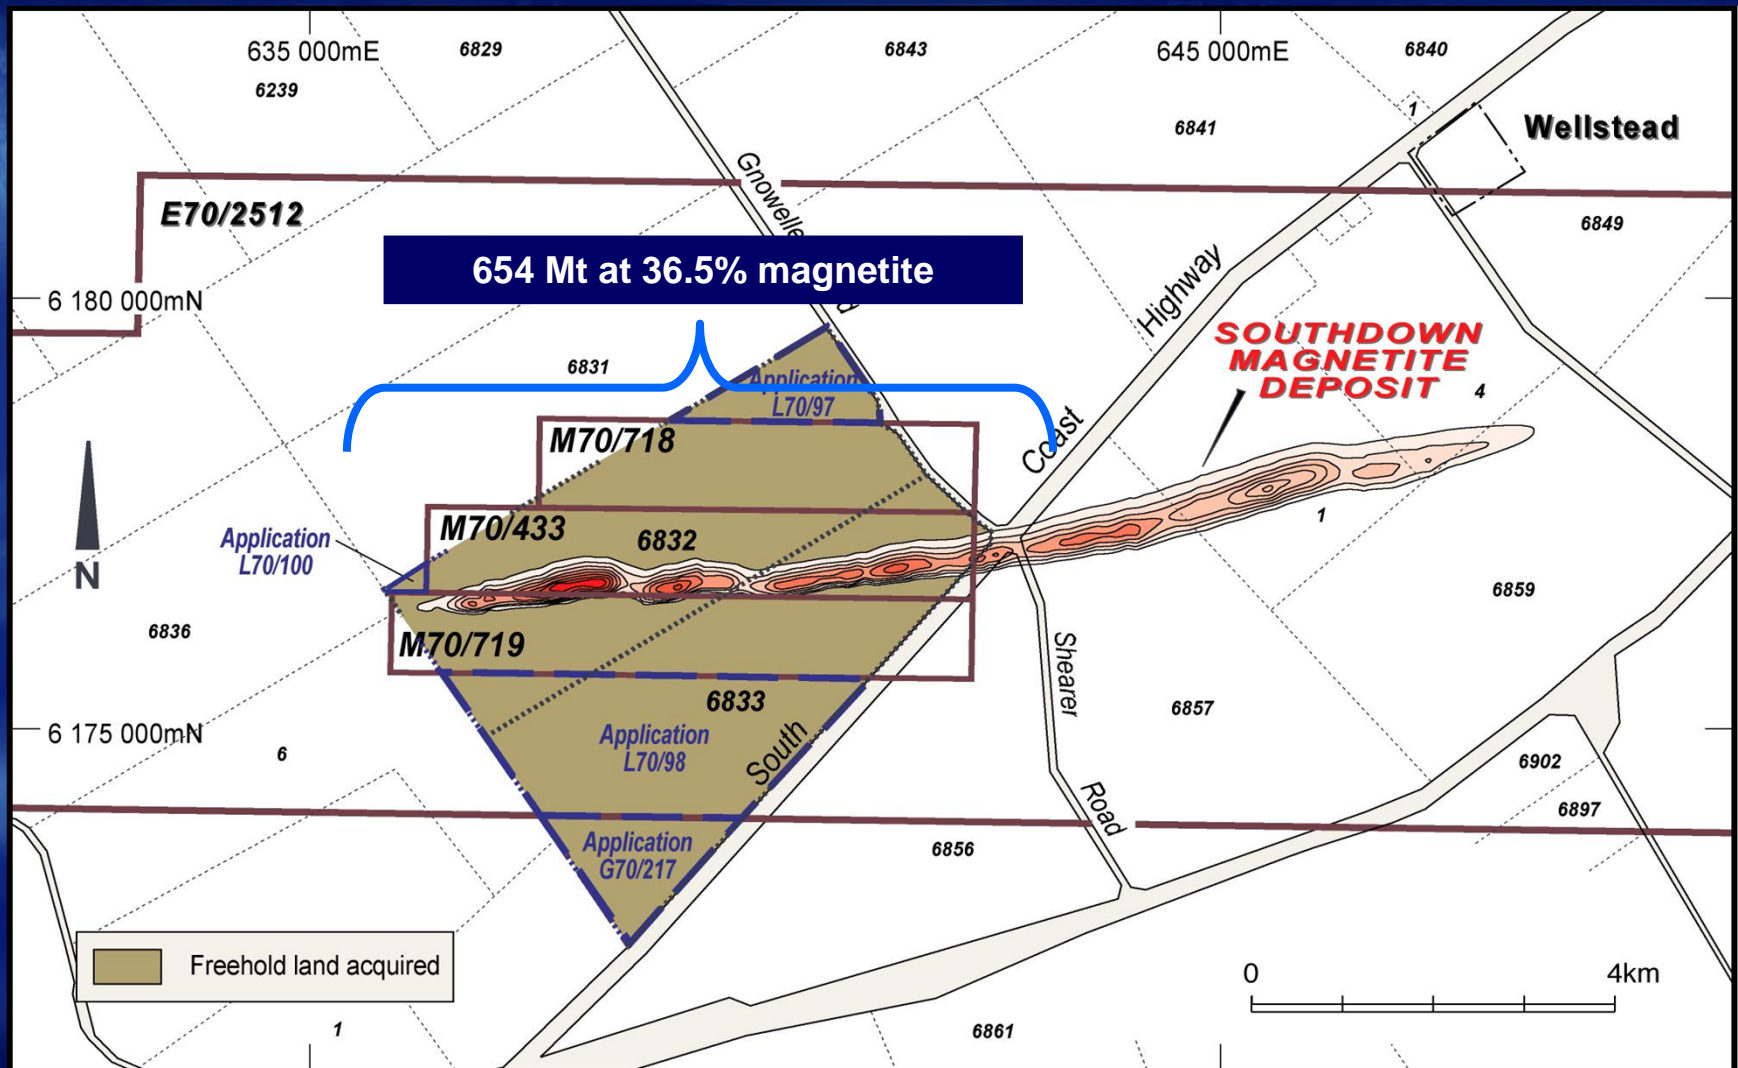 635 000mE
6829
6843
645 000mE
6840
6239
1
6841
Wellstead
E70/2512
6849
654 Mt at 36.5% magnetite
Highway
6 180 000mN
SOUTHDOWN
MAGNETITE
DEPOSIT
6831
Application
L70/97
4
M70/718
Coast
M70/433
6832
1
Application
L70/100
N
6859
6836
M70/719
Shearer
6833
6857
6 175 000mN
Application
L70/98
South
6
6902
Road
6897
Application
G70/217
6856
Freehold land acquired
0
4km
1
6861